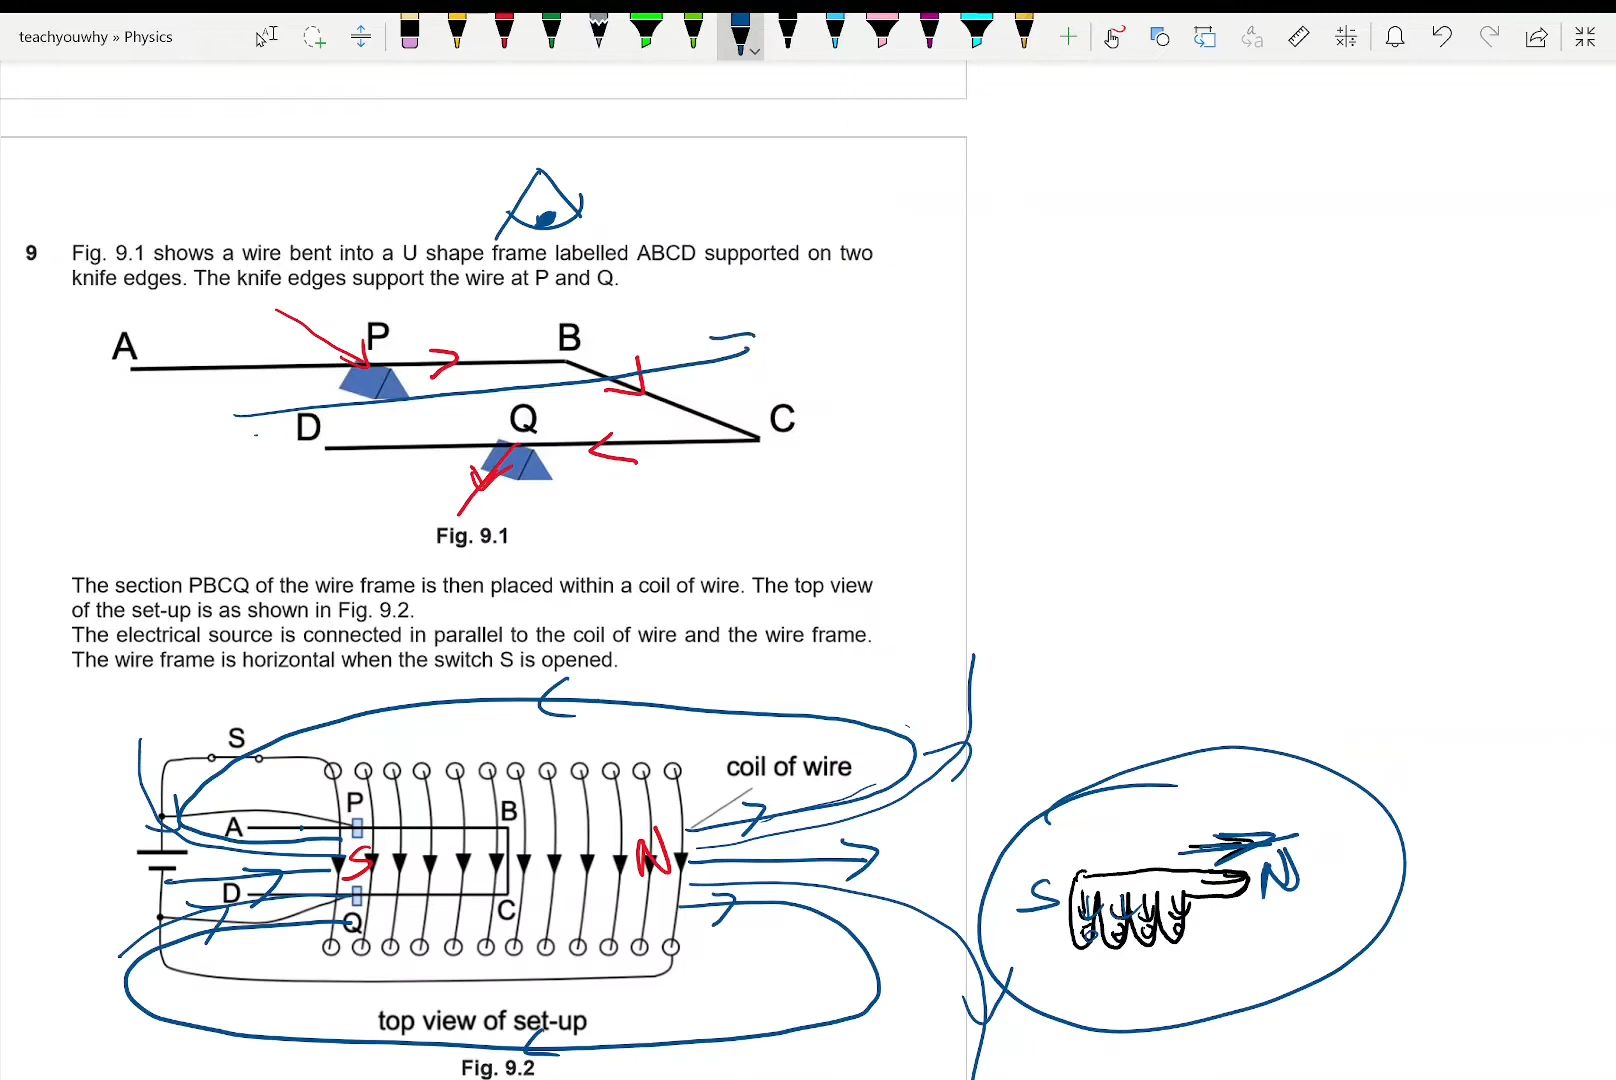 teachyouwhy » Physics
9 Fig. 9.1 shows a wire bent into a U shape frame labelled ABCD supported on two
knife edges. The knife edges support the wire at P and Q.
A P B
D Q C
Fig. 9.1
The section PBCQ of the wire frame is then placed within a coil of wire. The top view
of the set-up is as shown in Fig. 9.2.
The electrical source is connected in parallel to the coil of wire and the wire frame.
The wire frame is horizontal when the switch S is opened.
S
coil of wire
P B
A
S N
D
Q C
S N
top view of set-up
Fig. 9.2